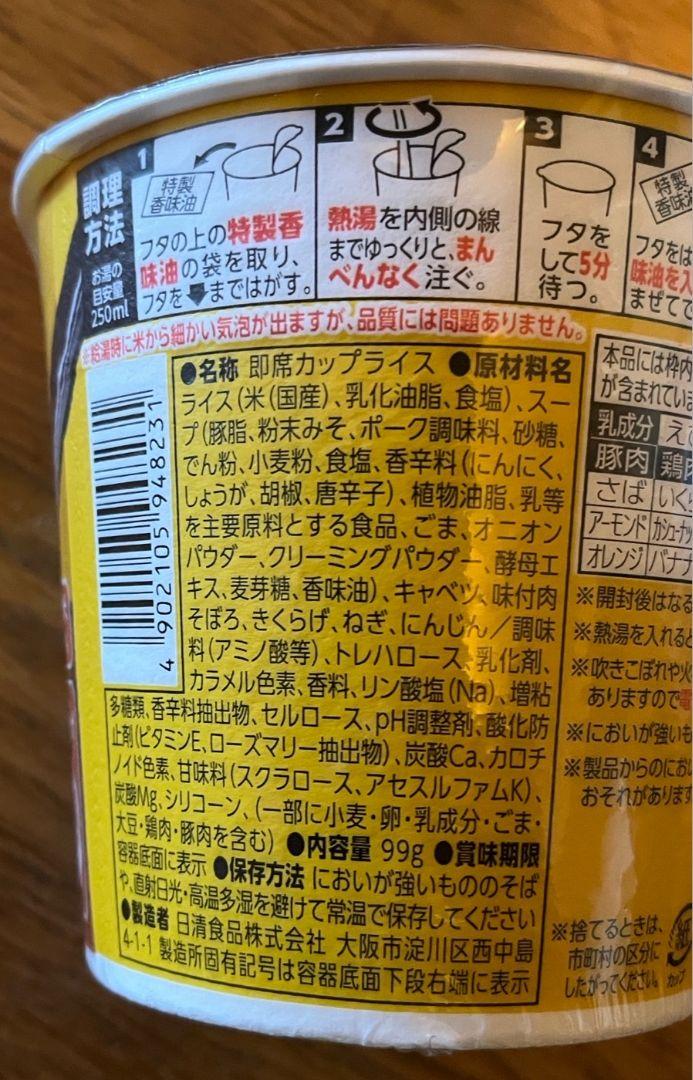 調理
方法
お湯の
目安量
250ml
1
特製
香味油
フタの上の特製香
味油の袋を取り、
フタを⬇まではがす。
2
熱湯を内側の線
までゆっくりと、まん
べんなく注ぐ。
3
フタを
して5分
待つ。
4
特製
香味油
フタをは
味油を入
まぜてで
※給湯時に米から細かい気泡が出ますが、品質には問題ありません。
4 902105 948231
●名称 即席カップライス ●原材料名
ライス(米(国産)、乳化油脂、食塩)、スー
プ(豚脂、粉末みそ、ポーク調味料、砂糖、
でん粉、小麦粉、食塩、香辛料(にんにく、
しょうが、胡椒、唐辛子)、植物油脂、乳等
を主要原料とする食品、ごま、オニオン
パウダー、クリーミングパウダー、酵母エ
キス、麦芽糖、香味油)、キャベツ、味付肉
そぼろ、きくらげ、ねぎ、にんじん／調味
料(アミノ酸等)、トレハロース、乳化剤、
カラメル色素、香料、リン酸塩(Na)、増粘
多糖類、香辛料抽出物、セルロース、pH調整剤、酸化防
止剤(ビタミンE、ローズマリー抽出物)、炭酸Ca、カロチ
ノイド色素、甘味料(スクラロース、アセスルファムK)、
炭酸Mg、シリコーン、(一部に小麦・卵・乳成分・ごま・
大豆・鶏肉・豚肉を含む) ●内容量 99g ●賞味期限
容器底面に表示 ●保存方法 においが強いもののそば
や、直射日光・高温多湿を避けて常温で保存してください
●製造者 日清食品株式会社 大阪市淀川区西中島
4-1-1 製造所固有記号は容器底面下段右端に表示
本品には枠内
が含まれてい
乳成分 え
豚肉 鶏肉
さば いく
アーモンド カシューナッ
オレンジ バナナ
※開封後はなる
※熱湯を入れると
※吹きこぼれや火
ありますので電
※においが強いも
※製品からのにおい
おそれがあります
※捨てるときは、
市町村の区分に
したがってください。
紙
カップ